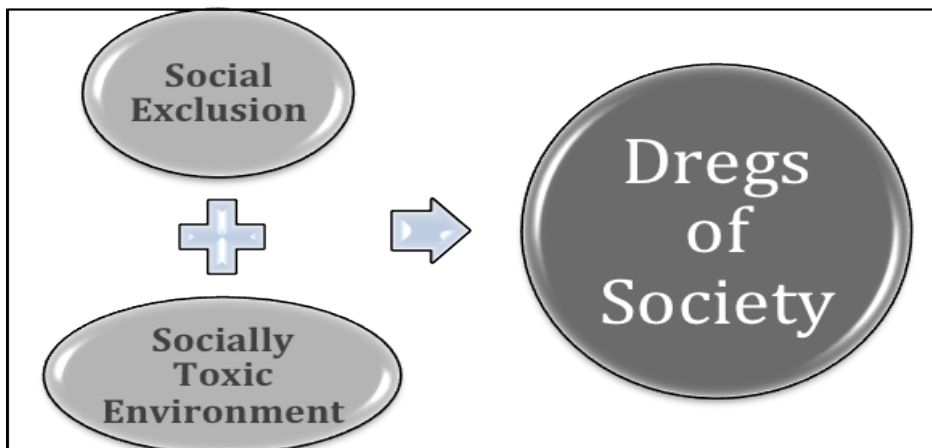 Social
Exclusion
Socially
Toxic
Environment
Dregs
of
Society